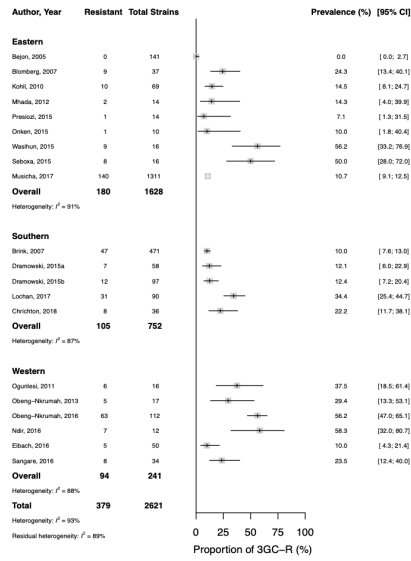 Author, Year Resistant Total Strains Prevalence (%) [95% CI]
Eastern
Bejon, 2005 0 141 0.0 [ 0.0; 2.7]
Blomberg, 2007 9 37 24.3 [13.4; 40.1]
Kohli, 2010 10 69 14.5 [ 8.1; 24.7]
Mhada, 2012 2 14 14.3 [ 4.0; 39.9]
Presiozi, 2015 1 14 7.1 [ 1.3; 31.5]
Onken, 2015 1 10 10.0 [ 1.8; 40.4]
Wasihun, 2015 9 16 56.2 [33.2; 76.9]
Seboxa, 2015 8 16 50.0 [28.0; 72.0]
Musicha, 2017 140 1311 10.7 [ 9.1; 12.5]
Overall 180 1628
Heterogeneity: I² = 91%
Southern
Brink, 2007 47 471 10.0 [ 7.6; 13.0]
Dramowski, 2015a 7 58 12.1 [ 6.0; 22.9]
Dramowski, 2015b 12 97 12.4 [ 7.2; 20.4]
Lochan, 2017 31 90 34.4 [25.4; 44.7]
Chrichton, 2018 8 36 22.2 [11.7; 38.1]
Overall 105 752
Heterogeneity: I² = 87%
Western
Ogunlesi, 2011 6 16 37.5 [18.5; 61.4]
Obeng–Nkrumah, 2013 5 17 29.4 [13.3; 53.1]
Obeng–Nkrumah, 2016 63 112 56.2 [47.0; 65.1]
Ndir, 2016 7 12 58.3 [32.0; 80.7]
Eibach, 2016 5 50 10.0 [ 4.3; 21.4]
Sangare, 2016 8 34 23.5 [12.4; 40.0]
Overall 94 241
Heterogeneity: I² = 88%
Total 379 2621
Heterogeneity: I² = 93%
Residual heterogeneity: I² = 89%
0 25 50 75 100
Proportion of 3GC–R (%)